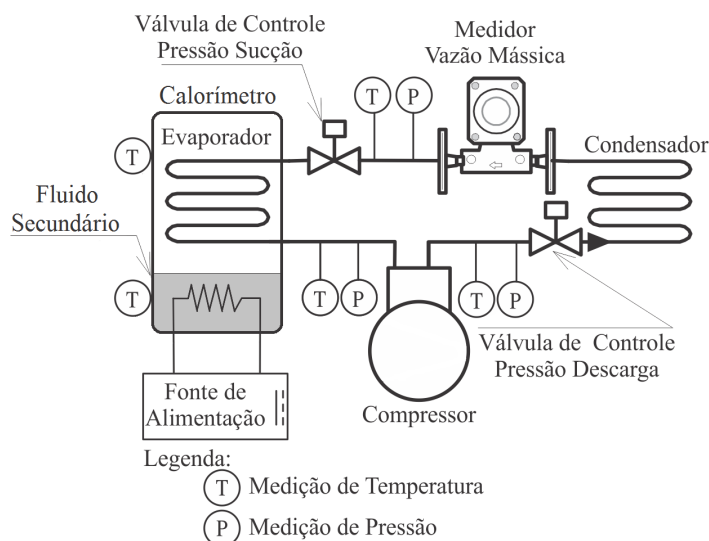 Válvula de Controle
Pressão Sucção
Medidor
Vazão Mássica
Calorímetro
T
P
Evaporador
Condensador
T
Fluido
Secundário
T
T
P
T
P
Válvula de Controle
Pressão Descarga
Fonte de
Alimentação
Compressor
Legenda:
T Medição de Temperatura
P Medição de Pressão